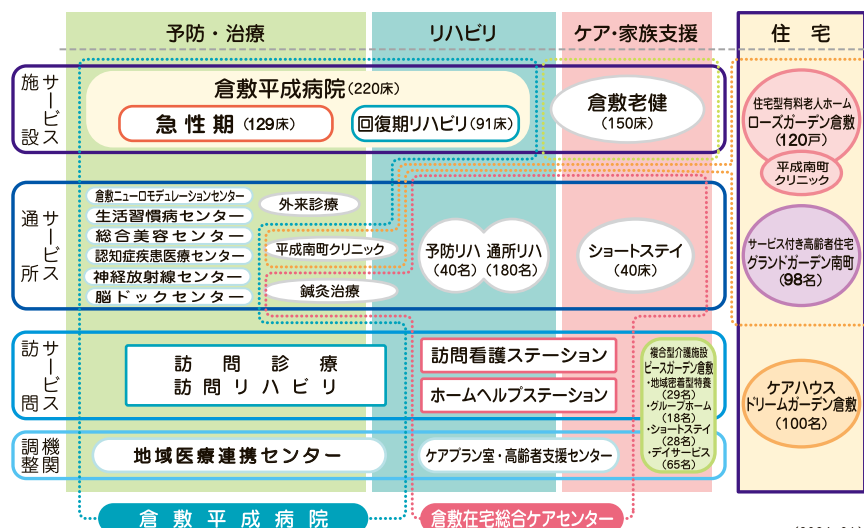 予防・治療
リハビリ
ケア・家族支援
住宅
施設サービス
倉敷平成病院(220床)
急性期(129床)
回復期リハビリ(91床)
倉敷老健
(150床)
住宅型有料老人ホーム
ローズガーデン倉敷
(120戸)
平成南町
クリニック
通所サービス
倉敷ニューロモデュレーションセンター
生活習慣病センター
総合美容センター
認知症疾患医療センター
神経放射線センター
脳ドックセンター
外来診療
平成南町クリニック
鍼灸治療
予防リハ
(40名)
通所リハ
(180名)
ショートステイ
(40床)
サービス付き高齢者住宅
グランドガーデン南町
(98名)
訪問サービス
訪問診療
訪問リハビリ
訪問看護ステーション
ホームヘルプステーション
複合型介護施設
ピースガーデン倉敷
・地域密着型特養
(29名)
・グループホーム
(18名)
・ショートステイ
(28名)
・デイサービス
(65名)
ケアハウス
ドリームガーデン倉敷
(100名)
調整機関
地域医療連携センター
ケアプラン室・高齢者支援センター
倉敷平成病院
倉敷在宅総合ケアセンター